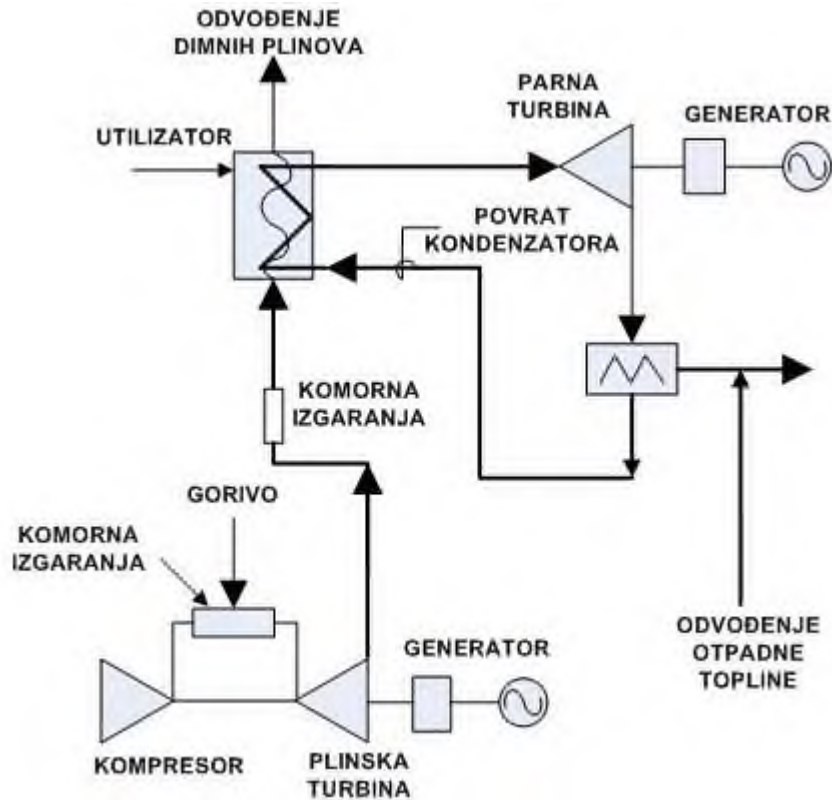 ODVOĐENJE
DIMNIH PLINOVA
PARNA
TURBINA
GENERATOR
UTILIZATOR
POVRAT
KONDENZATORA
KOMORNA
IZGARANJA
GORIVO
KOMORNA
IZGARANJA
GENERATOR
ODVOĐENJE
OTPADNE
TOPLINE
KOMPRESOR
PLINSKA
TURBINA